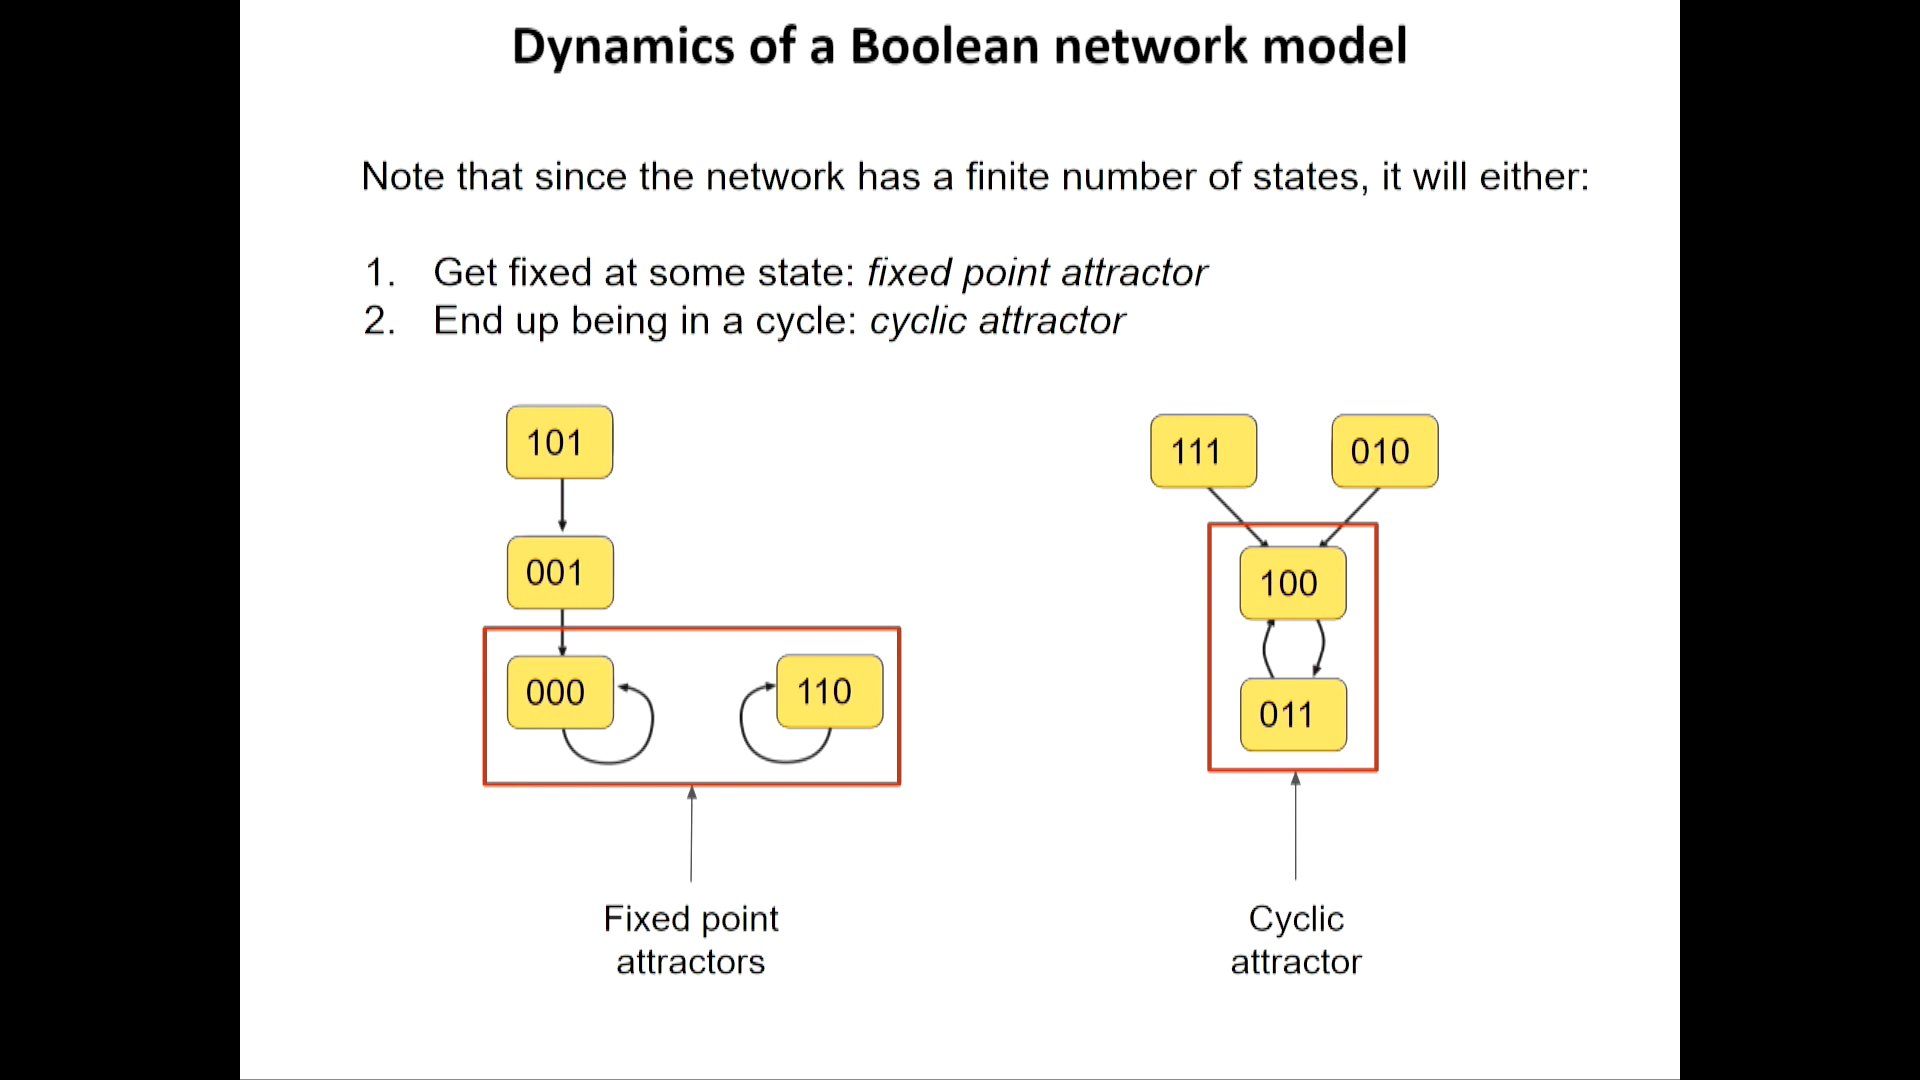 Dynamics of a Boolean network model
Note that since the network has a finite number of states, it will either:
1. Get fixed at some state: fixed point attractor
2. End up being in a cycle: cyclic attractor
101
111
010
001
100
000
110
011
Fixed point
attractors
Cyclic
attractor